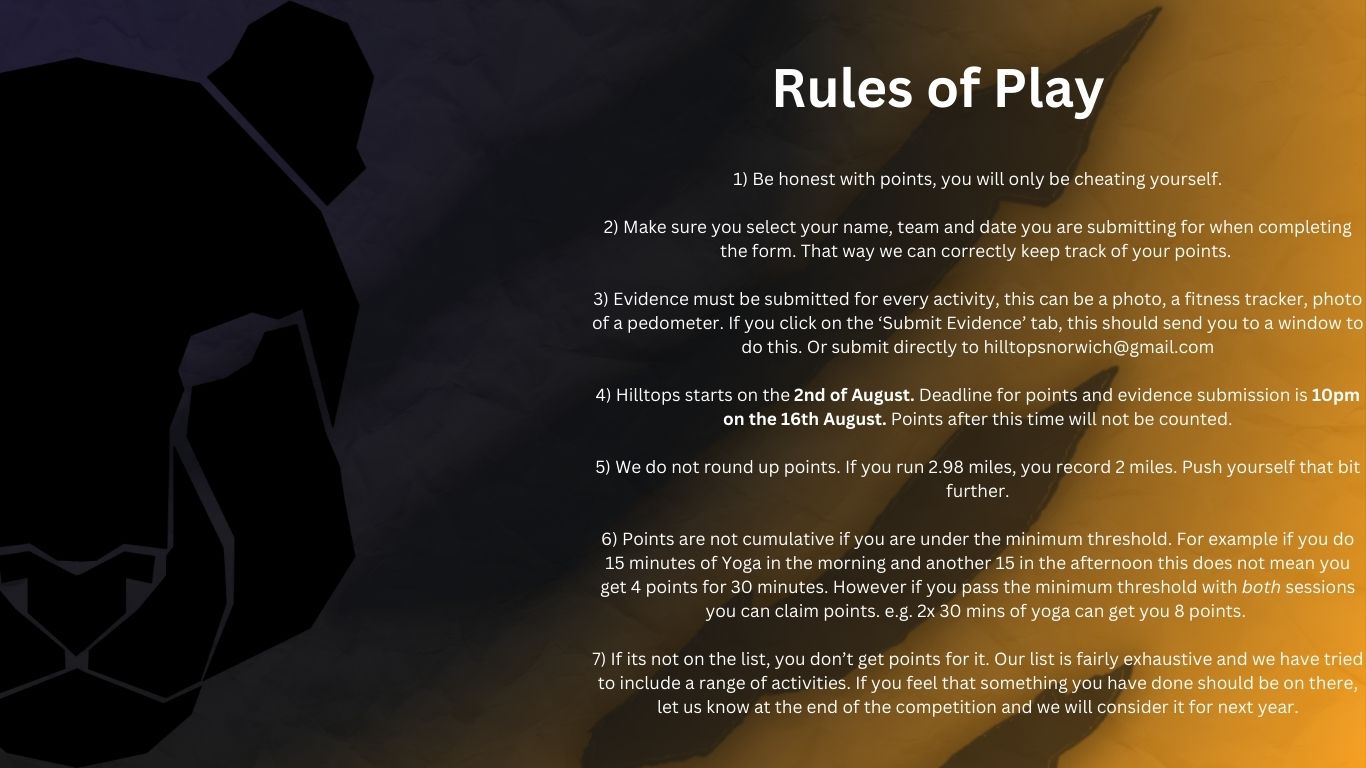 Rules of Play
1) Be honest with points, you will only be cheating yourself.
2) Make sure you select your name, team and date you are submitting for when completing
the form. That way we can correctly keep track of your points.
3) Evidence must be submitted for every activity, this can be a photo, a fitness tracker, photo
of a pedometer. If you click on the ‘Submit Evidence’ tab, this should send you to a window to
do this. Or submit directly to hilltopsnorwich@gmail.com
4) Hilltops starts on the 2nd of August. Deadline for points and evidence submission is 10pm
on the 16th August. Points after this time will not be counted.
5) We do not round up points. If you run 2.98 miles, you record 2 miles. Push yourself that bit
further.
6) Points are not cumulative if you are under the minimum threshold. For example if you do
15 minutes of Yoga in the morning and another 15 in the afternoon this does not mean you
get 4 points for 30 minutes. However if you pass the minimum threshold with both sessions
you can claim points. e.g. 2x 30 mins of yoga can get you 8 points.
7) If its not on the list, you don’t get points for it. Our list is fairly exhaustive and we have tried
to include a range of activities. If you feel that something you have done should be on there,
let us know at the end of the competition and we will consider it for next year.